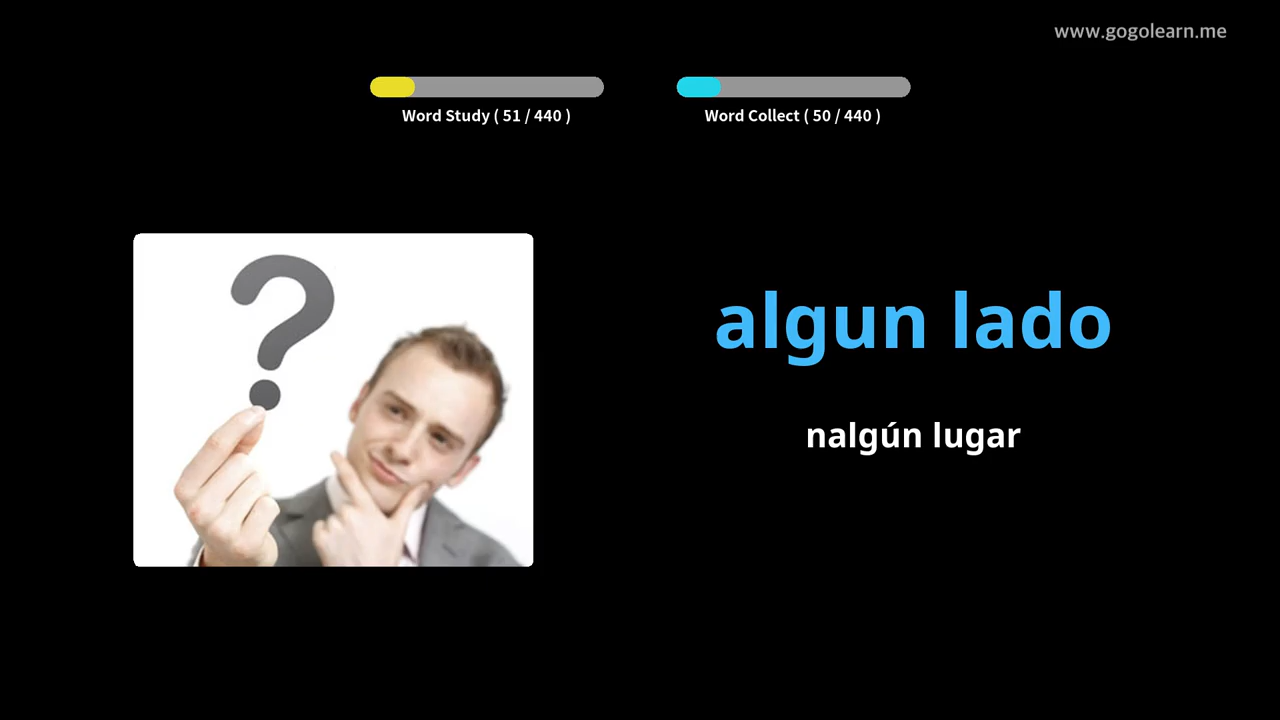 www.gogolearn.me
Word Study ( 51 / 440 )
Word Collect ( 50 / 440 )
algun lado
nalgún lugar